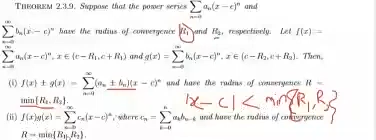 THEOREM 2.3.9. Suppose that the power series ∑_{n=0}^{∞} a_n(x − c)^n and
∑_{n=0}^{∞} b_n(x − c)^n have the radius of convergence R_1 and R_2, respectively. Let f(x) =
∑_{n=0}^{∞} a_n(x − c)^n, x ∈ (c − R_1, c + R_1) and g(x) = ∑_{n=0}^{∞} b_n(x − c)^n, x ∈ (c − R_2, c + R_2). Then,
(i) f(x) ± g(x) = ∑_{n=0}^{∞} (a_n ± b_n)(x − c)^n and have the radius of convergence R =
min{R_1, R_2}.
|x − c| < min{R_1, R_2}
(ii) f(x)g(x) = ∑_{n=0}^{∞} c_n(x − c)^n, where c_n = ∑ a_k b_{n−k} and have the radius of convergence
R = min{R_1, R_2}.